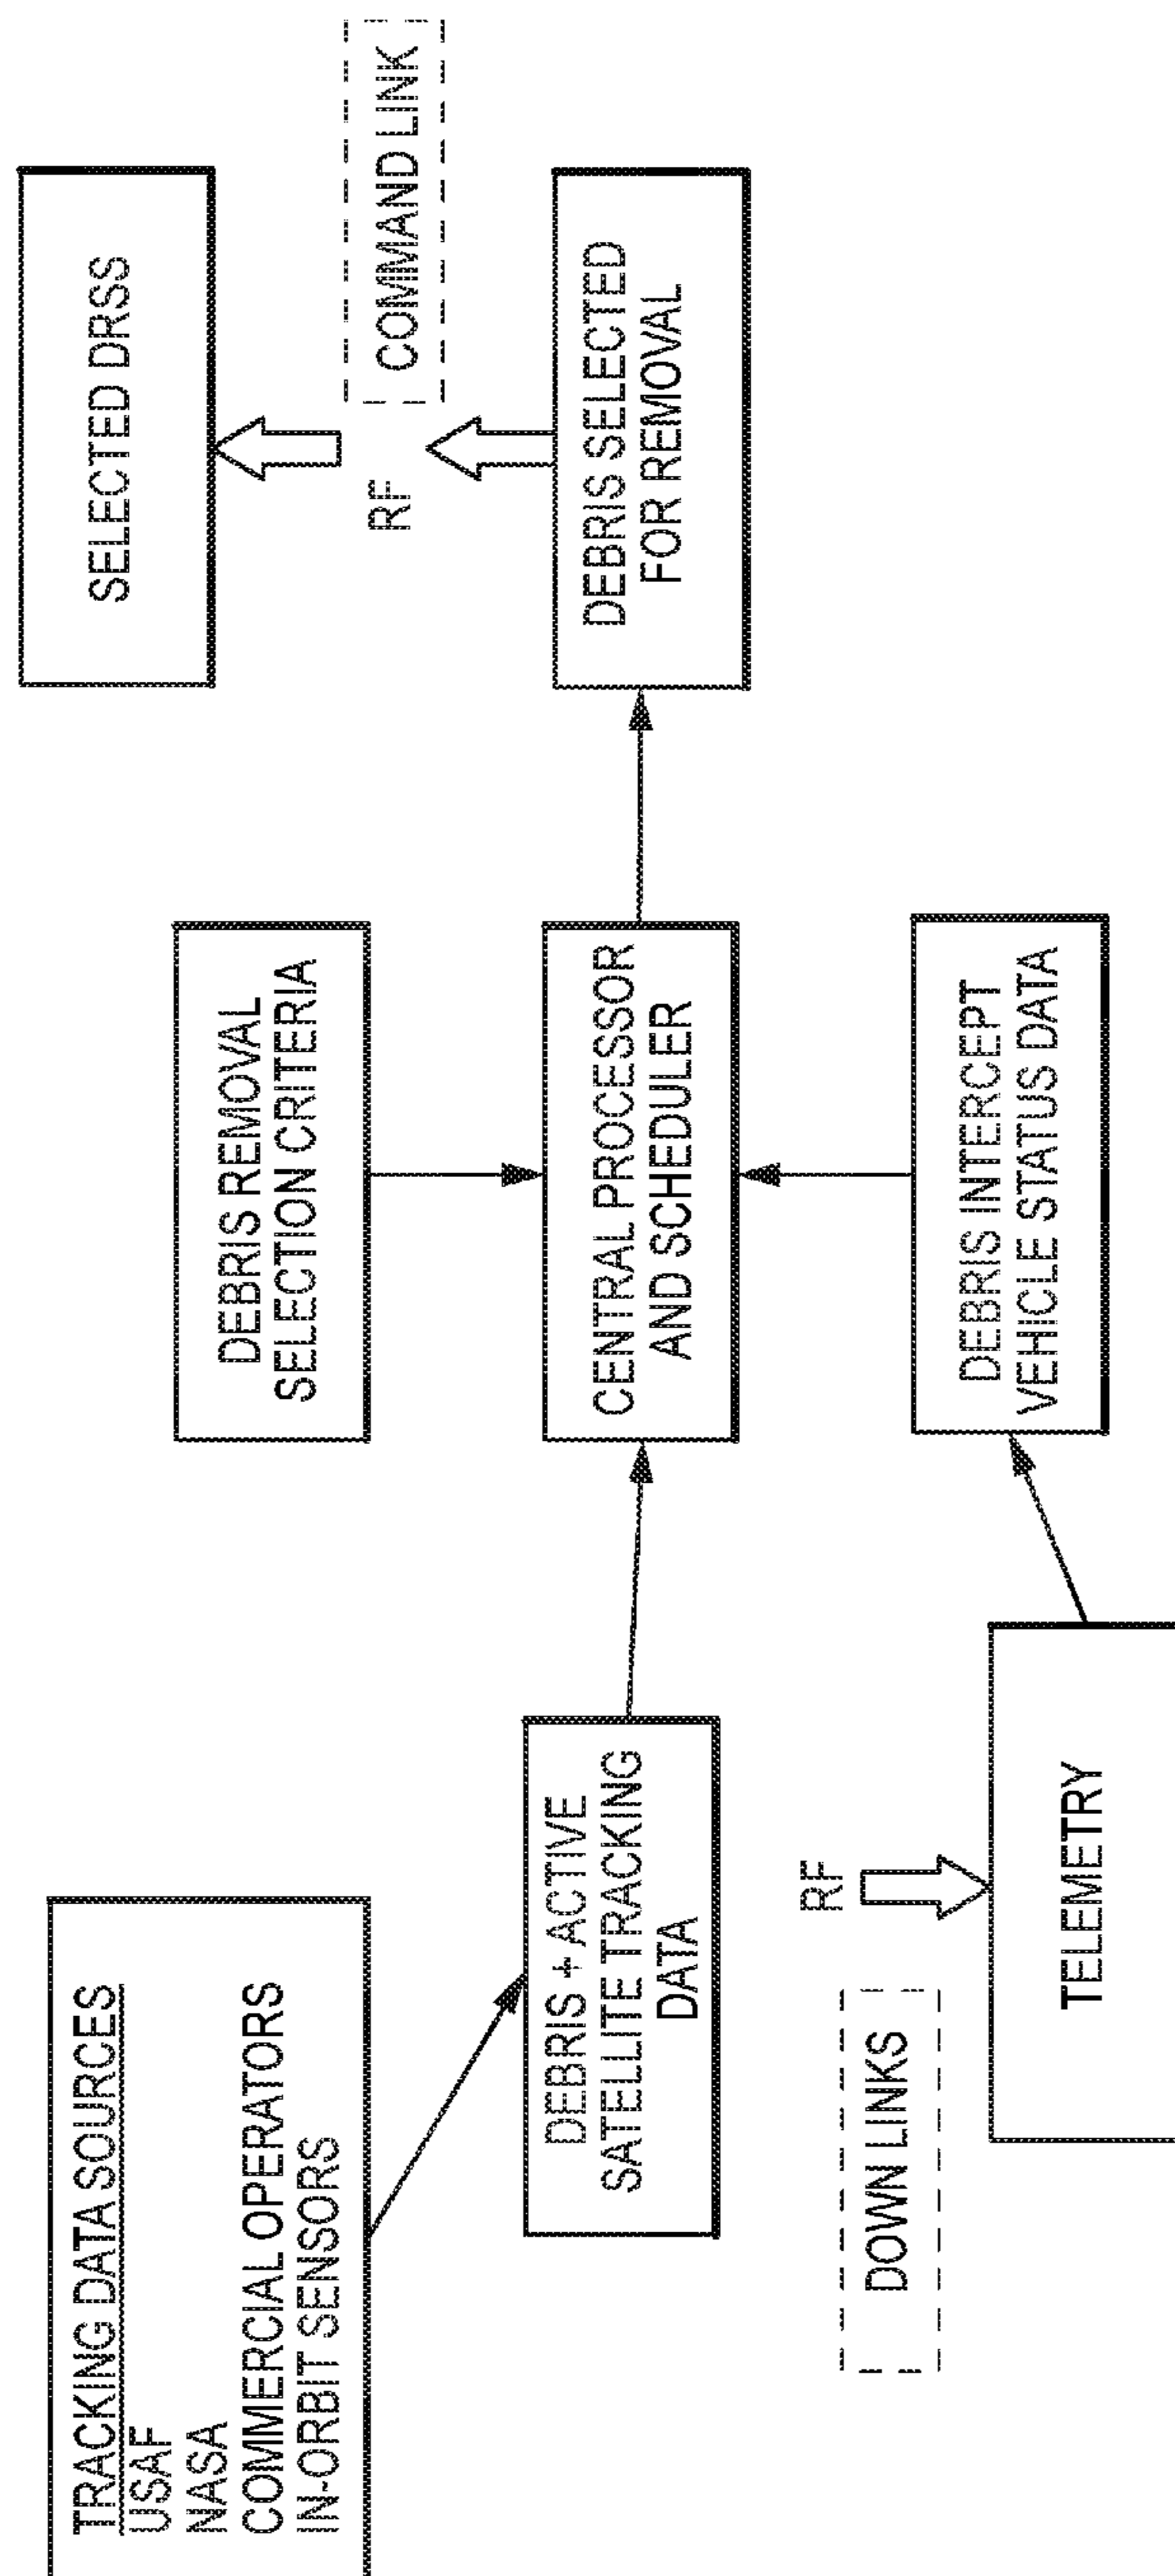 TRACKING DATA SOURCES
USAF
NASA
COMMERCIAL OPERATORS
IN-ORBIT SENSORS
DEBRIS + ACTIVE
SATELLITE TRACKING
DATA
DOWN LINKS
RF
TELEMETRY
DEBRIS REMOVAL
SELECTION CRITERIA
CENTRAL PROCESSOR
AND SCHEDULER
DEBRIS INTERCEPT
VEHICLE STATUS DATA
SELECTED DRSS
RF
COMMAND LINK
DEBRIS SELECTED
FOR REMOVAL